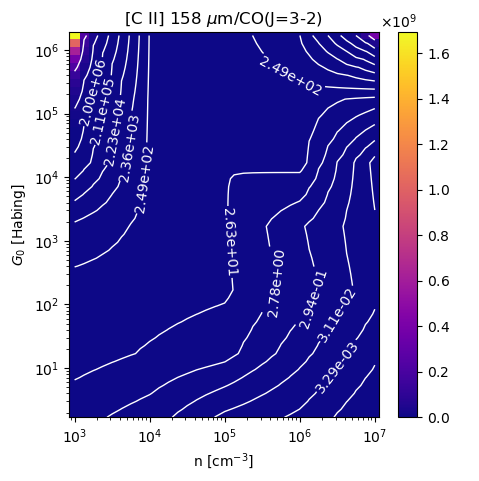 [C II] 158 μm/CO(J=3-2)
×10⁹
G₀ [Habing]
10⁶
10⁵
10⁴
10³
10²
10¹
2.00e+06
2.11e+05
2.23e+04
2.36e+03
2.49e+02
2.49e+02
2.63e+01
2.78e+00
2.94e-01
3.11e-02
3.29e-03
10³ 10⁴ 10⁵ 10⁶ 10⁷
n [cm⁻³]
1.6
1.4
1.2
1.0
0.8
0.6
0.4
0.2
0.0